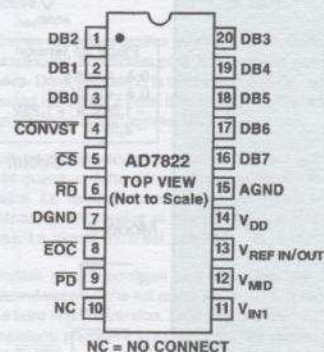 DB2 1 20 DB3
DB1 2 19 DB4
DB0 3 18 DB5
CONVST 4 17 DB6
CS 5 AD7822 16 DB7
RD 6 TOP VIEW 15 AGND
(Not to Scale)
DGND 7 14 VDD
EOC 8 13 VREF IN/OUT
PD 9 12 VMID
NC 10 11 VIN1
NC = NO CONNECT